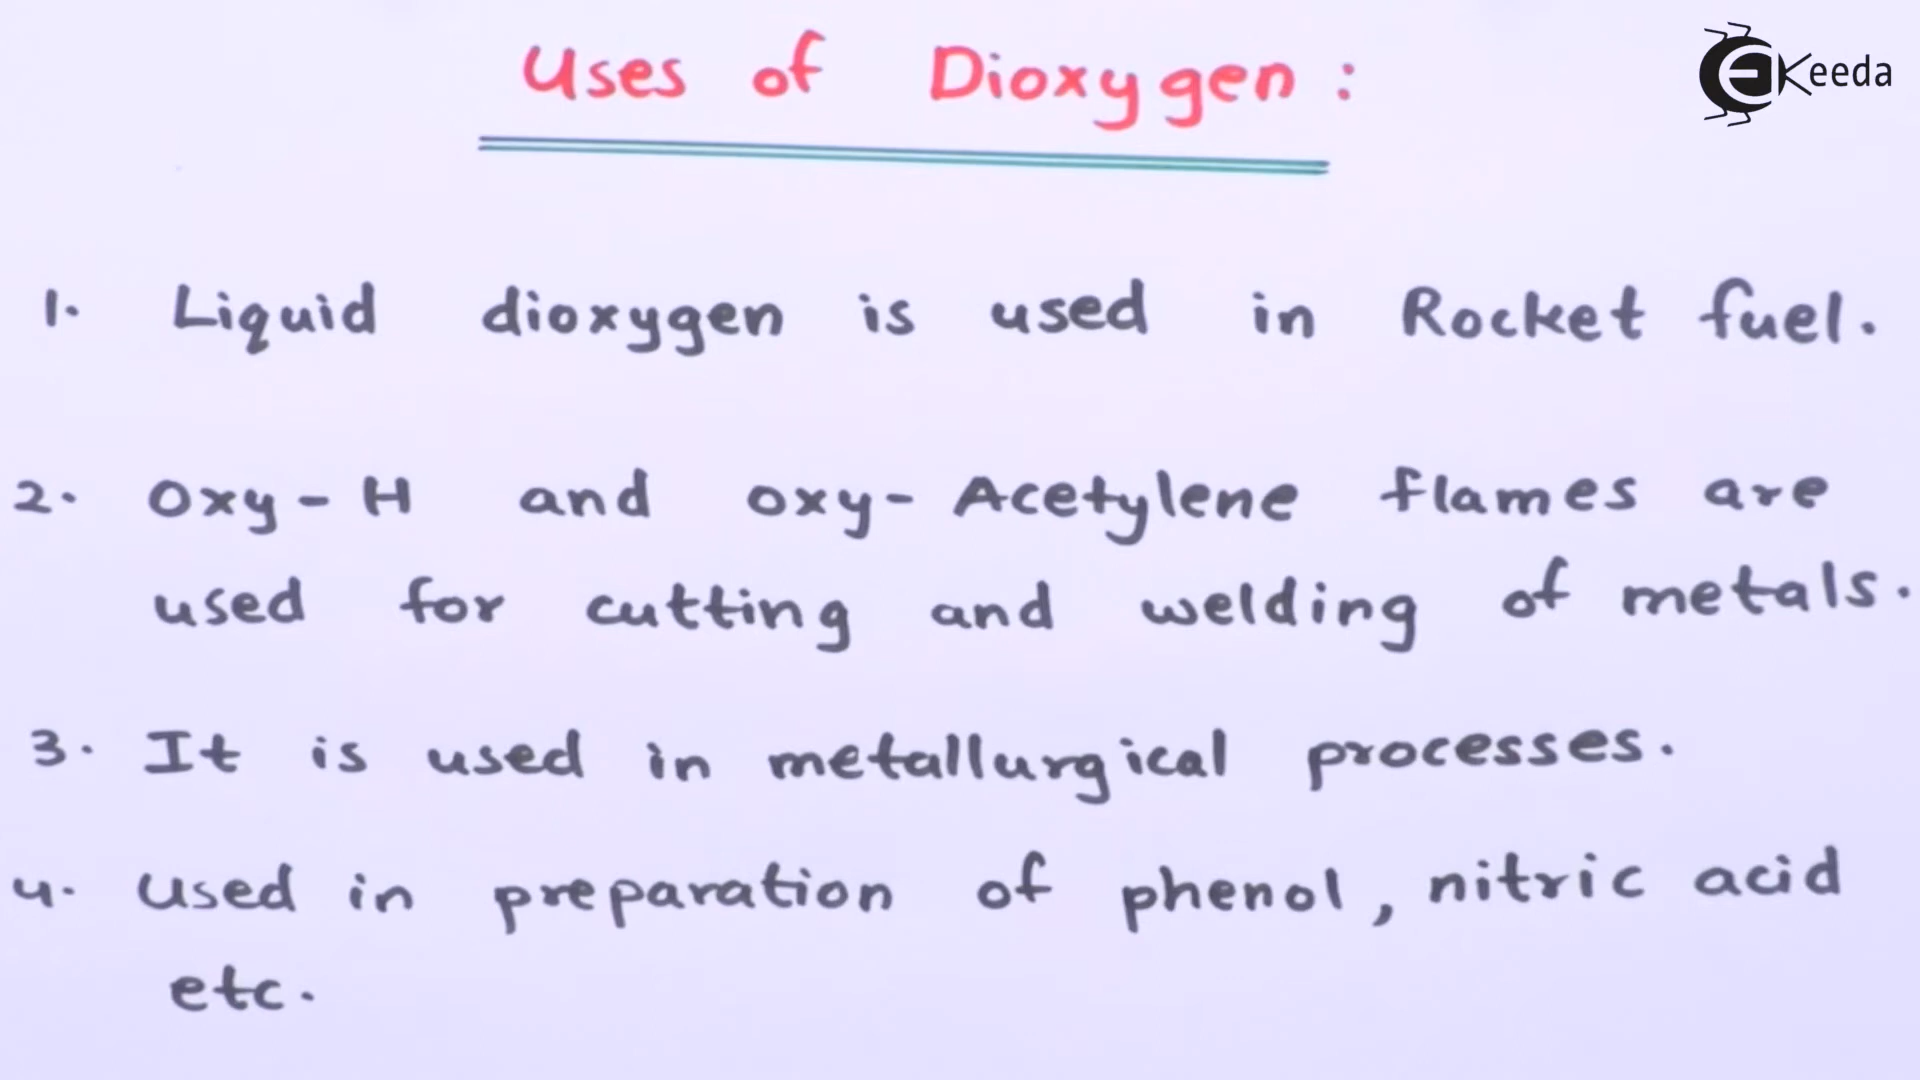 Uses of Dioxygen :
EKeeda
1. Liquid dioxygen is used in Rocket fuel.
2. Oxy-H and oxy-Acetylene flames are
used for cutting and welding of metals.
3. It is used in metallurgical processes.
4. Used in preparation of phenol, nitric acid
etc.